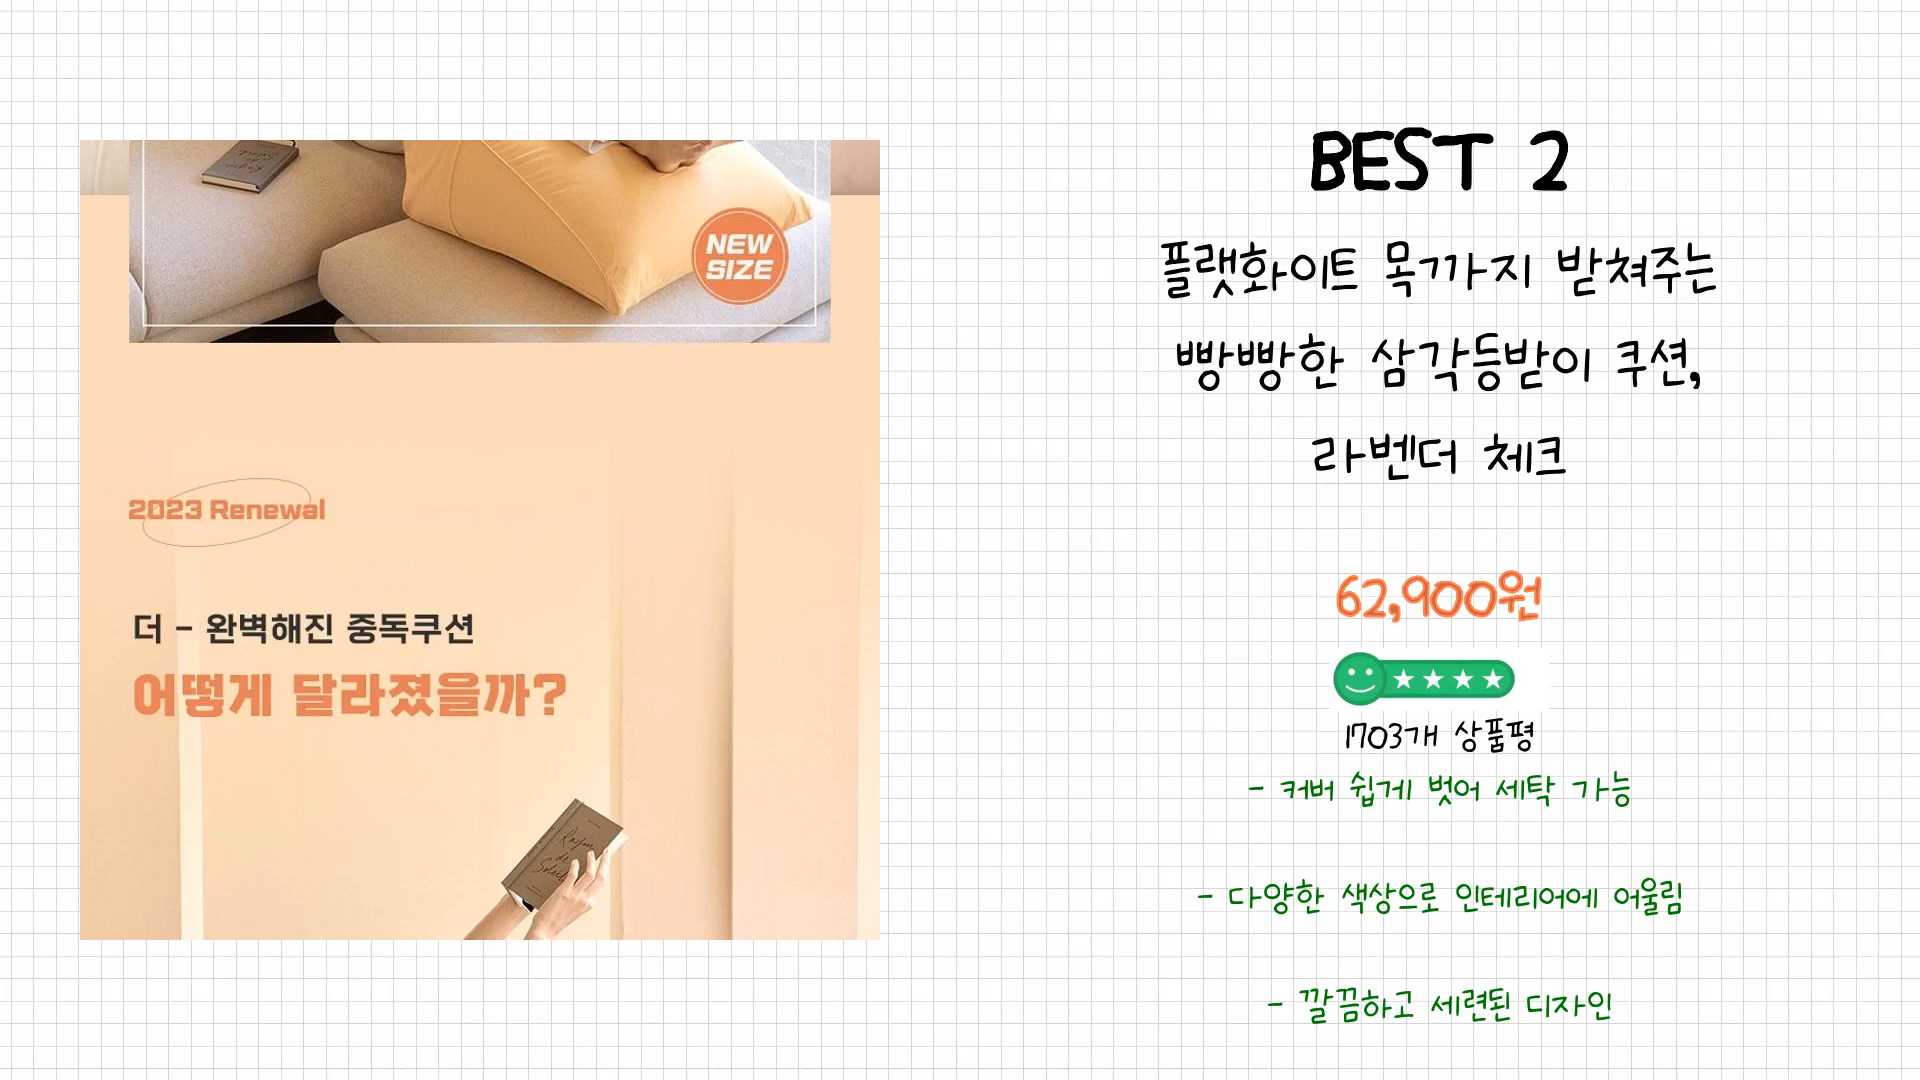 NEW
SIZE
2023 Renewal
더 - 완벽해진 중독쿠션
어떻게 달라졌을까?
BEST 2
플랫화이트 목까지 받쳐주는
빵빵한 삼각등받이 쿠션,
라벤더 체크
62,900원
1703개 상품평
- 커버 쉽게 벗어 세탁 가능
- 다양한 색상으로 인테리어에 어울림
- 깔끔하고 세련된 디자인